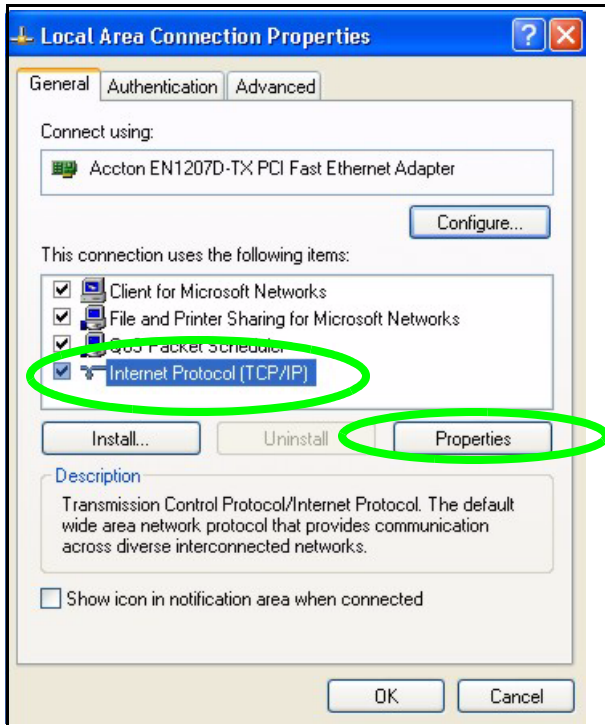 Local Area Connection Properties
General Authentication Advanced
Connect using:
Accton EN1207D-TX PCI Fast Ethernet Adapter
Configure...
This connection uses the following items:
Client for Microsoft Networks
File and Printer Sharing for Microsoft Networks
QoS Packet Scheduler
Internet Protocol (TCP/IP)
Install... Uninstall Properties
Description
Transmission Control Protocol/Internet Protocol. The default
wide area network protocol that provides communication
across diverse interconnected networks.
Show icon in notification area when connected
OK Cancel